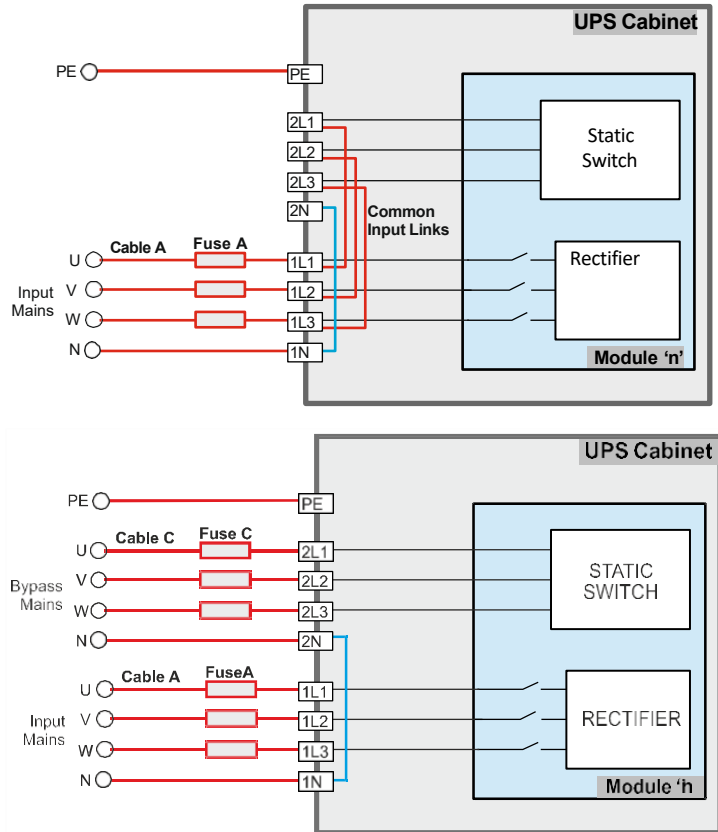 UPS Cabinet
PE
PE
2L1
2L2
2L3
2N
Static
Switch
Common
Input Links
Cable A
Fuse A
U
1L1
Rectifier
Input
Mains
V
1L2
W
1L3
N
1N
Module ‘n’
UPS Cabinet
PE
PE
Cable C
Fuse C
U
2L1
V
2L2
Bypass
Mains
W
2L3
N
2N
STATIC
SWITCH
Cable A
FuseA
U
1L1
V
1L2
Input
Mains
W
1L3
N
1N
RECTIFIER
Module ‘h